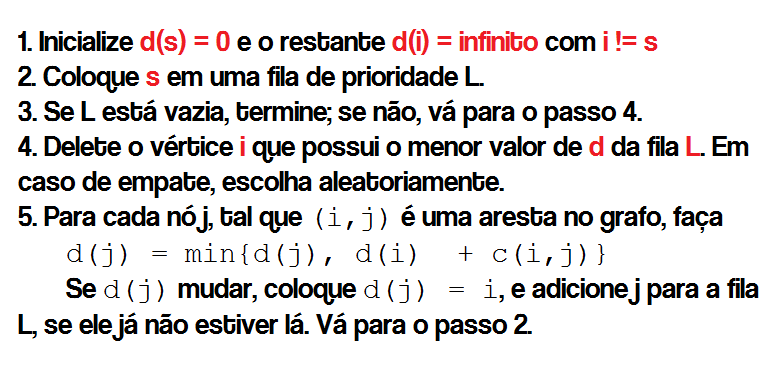 1. Inicialize d(s) = 0 e o restante d(i) = infinito com i != s
2. Coloque s em uma fila de prioridade L.
3. Se L está vazia, termine; se não, vá para o passo 4.
4. Delete o vértice i que possui o menor valor de d da fila L. Em
caso de empate, escolha aleatoriamente.
5. Para cada nó j, tal que (i,j) é uma aresta no grafo, faça
d(j) = min{d(j), d(i) + c(i,j)}
Se d(j) mudar, coloque d(j) = i, e adicione j para a fila
L, se ele já não estiver lá. Vá para o passo 2.